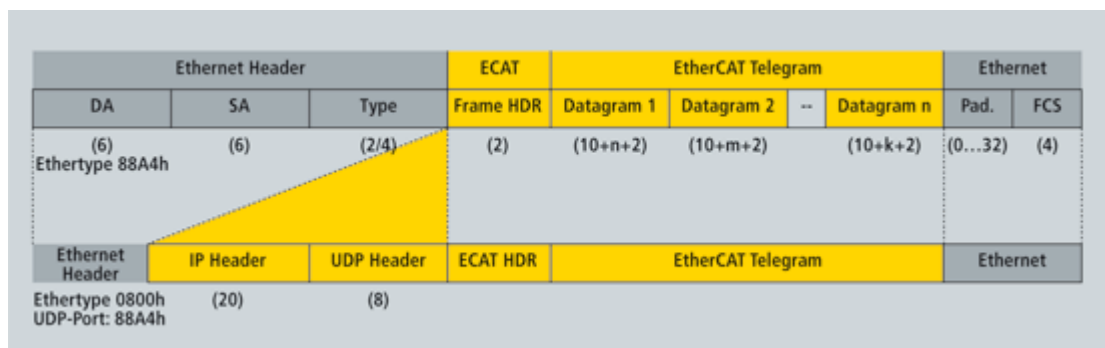 Ethernet Header ECAT EtherCAT Telegram Ethernet
DA SA Type Frame HDR Datagram 1 Datagram 2 -- Datagram n Pad. FCS
(6) (6) (2/4) (2) (10+n+2) (10+m+2) (10+k+2) (0...32) (4)
Ethertype 88A4h
Ethernet
Header IP Header UDP Header ECAT HDR EtherCAT Telegram Ethernet
Ethertype 0800h (20) (8)
UDP-Port: 88A4h